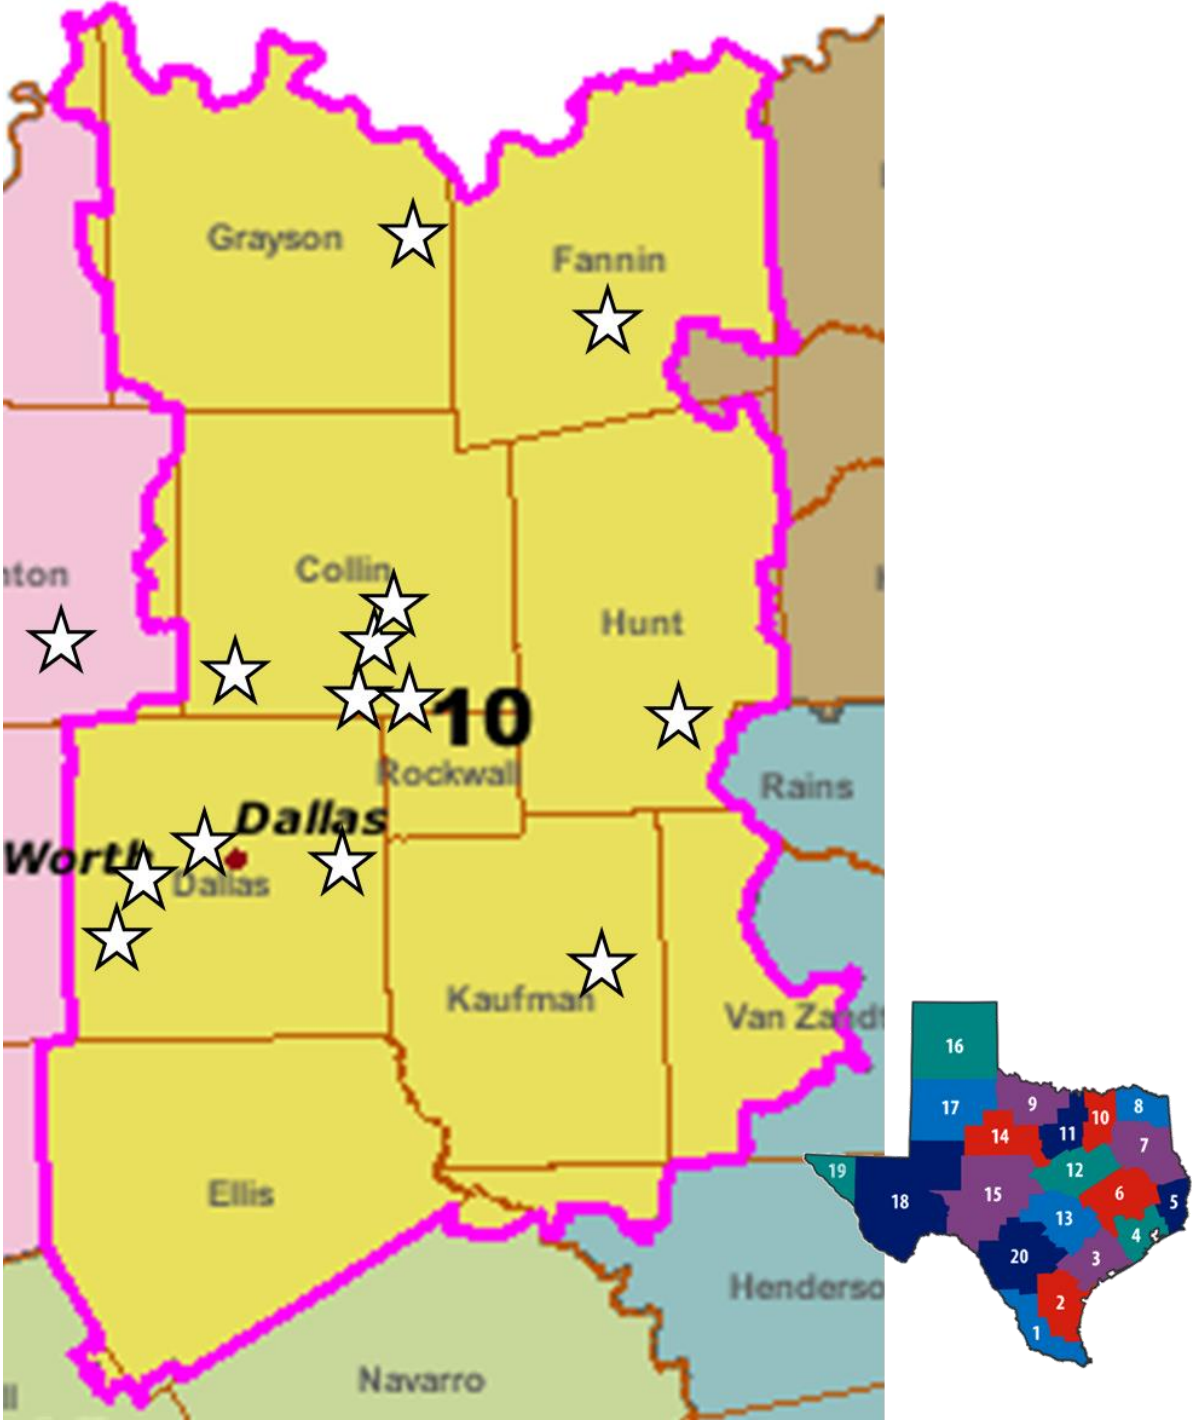 Grayson
Fannin
Collin
nton
Hunt
10
Rockwall
Rains
Dallas
Worth
Dallas
Kaufman
Van Zandt
Ellis
Henderso
Navarro
ll
16
17
9
8
10
11
14
7
12
19
15
6
18
5
13
4
20
3
2
1